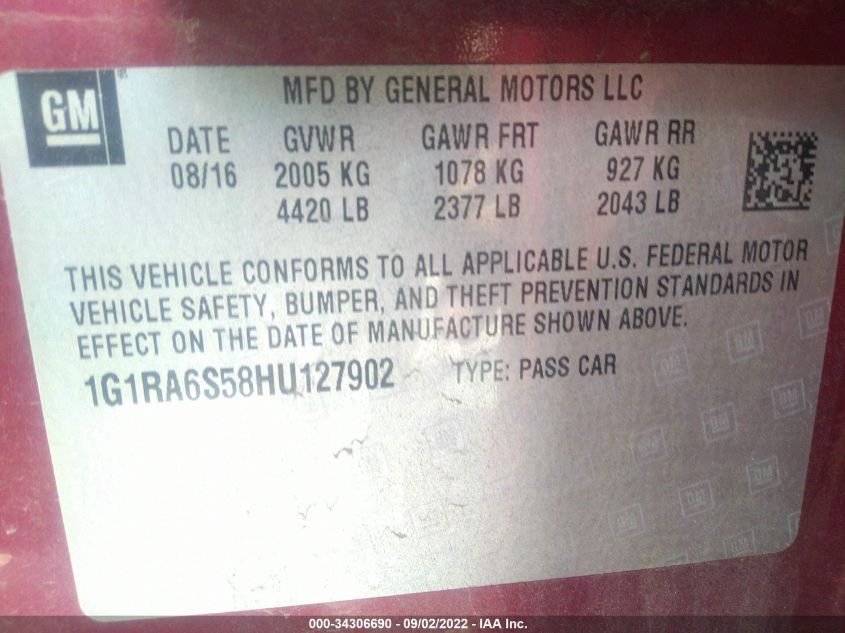 GM®
MFD BY GENERAL MOTORS LLC
DATE GVWR GAWR FRT GAWR RR
08/16 2005 KG 1078 KG 927 KG
4420 LB 2377 LB 2043 LB
THIS VEHICLE CONFORMS TO ALL APPLICABLE U.S. FEDERAL MOTOR
VEHICLE SAFETY, BUMPER, AND THEFT PREVENTION STANDARDS IN
EFFECT ON THE DATE OF MANUFACTURE SHOWN ABOVE.
1G1RA6S58HU127902 TYPE: PASS CAR
000-34306690 - 09/02/2022 - IAA Inc.